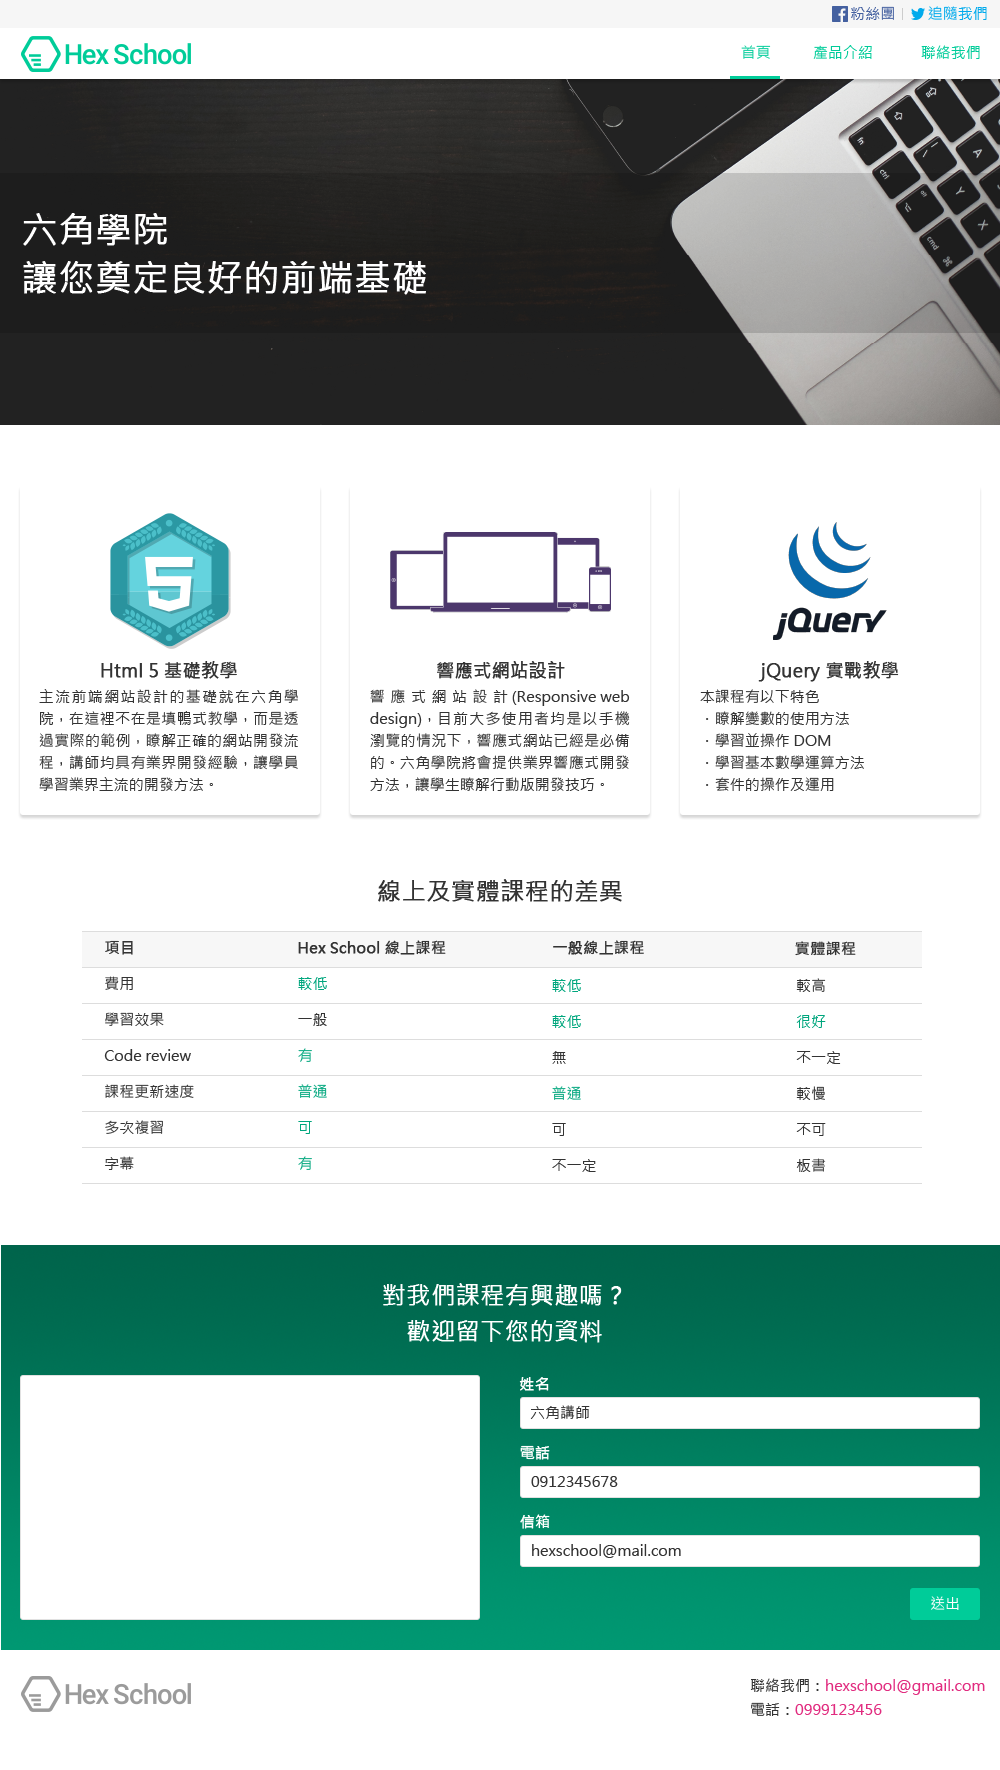 粉絲團 | 追隨我們
Hex School 首頁 產品介紹 聯絡我們
六角學院
讓您奠定良好的前端基礎
fn
ctrl
cmd
A
Y
X
5
Html 5 基礎教學
主流前端網站設計的基礎就在六角學
院，在這裡不在是填鴨式教學，而是透
過實際的範例，瞭解正確的網站開發流
程，講師均具有業界開發經驗，讓學員
學習業界主流的開發方法。
響應式網站設計
響應式網站設計(Responsive web
design)，目前大多使用者均是以手機
瀏覽的情況下，響應式網站已經是必備
的。六角學院將會提供業界響應式開發
方法，讓學生瞭解行動版開發技巧。
jQuery
jQuery 實戰教學
本課程有以下特色
．瞭解變數的使用方法
．學習並操作 DOM
．學習基本數學運算方法
．套件的操作及運用
線上及實體課程的差異
項目 Hex School 線上課程 一般線上課程 實體課程
費用 較低 較低 較高
學習效果 一般 較低 很好
Code review 有 無 不一定
課程更新速度 普通 普通 較慢
多次複習 可 可 不可
字幕 有 不一定 板書
對我們課程有興趣嗎？
歡迎留下您的資料
姓名
六角講師
電話
0912345678
信箱
hexschool@mail.com
送出
Hex School
聯絡我們：hexschool@gmail.com
電話：0999123456